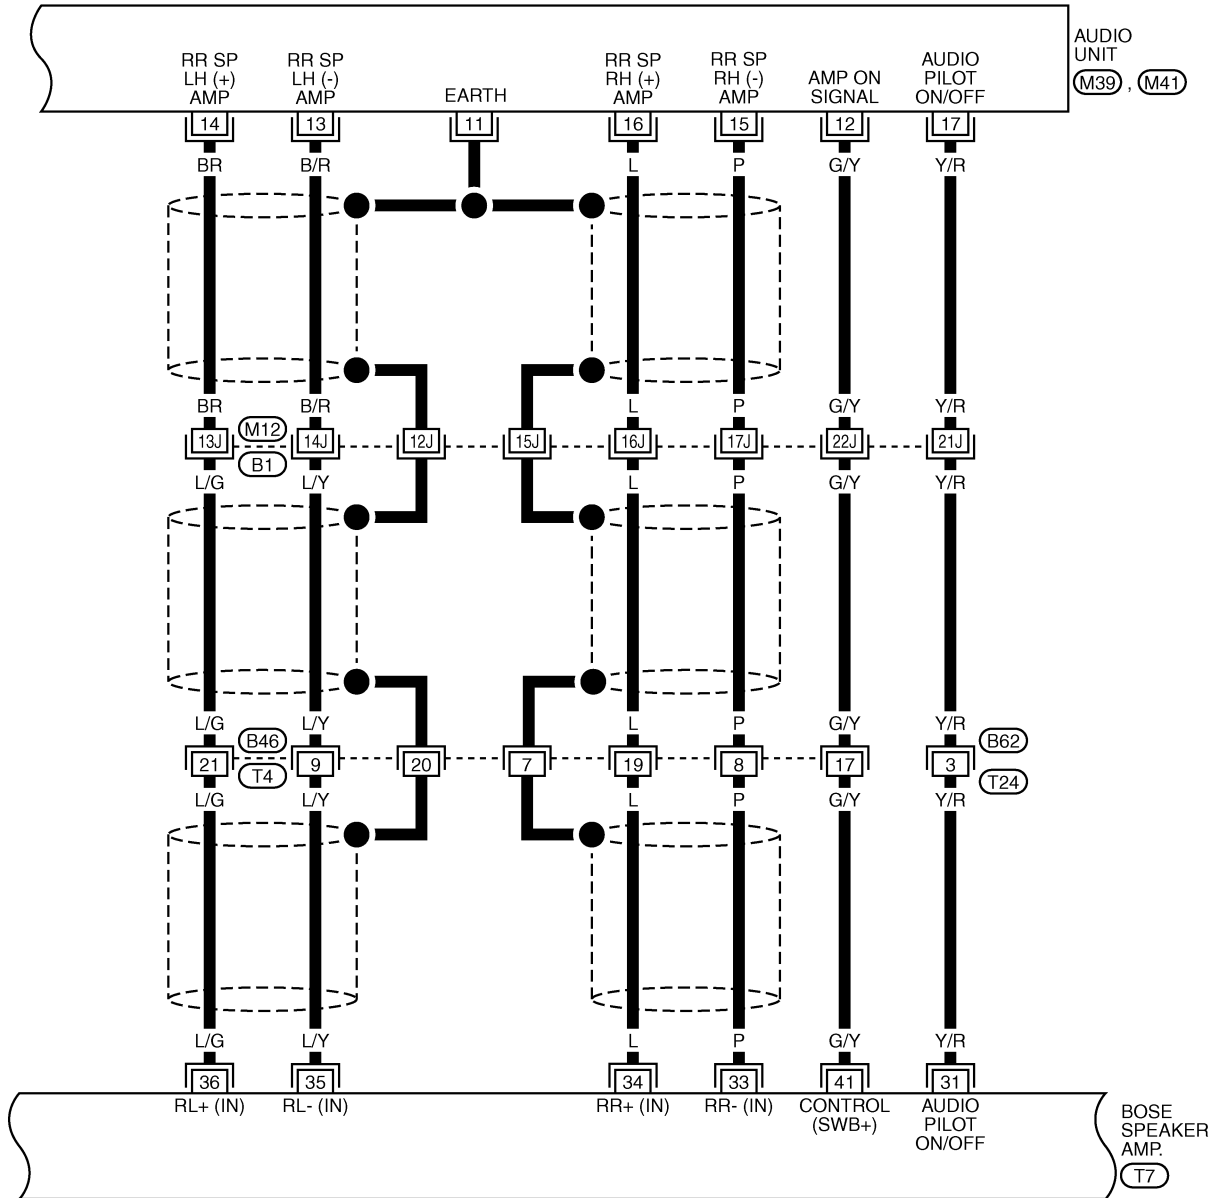 RR SP
LH (+)
AMP
RR SP
LH (-)
AMP
EARTH
RR SP
RH (+)
AMP
RR SP
RH (-)
AMP
AMP ON
SIGNAL
AUDIO
PILOT
ON/OFF
AUDIO
UNIT
M39 , M41
14 13 11 16 15 12 17
BR B/R L P G/Y Y/R
BR B/R L P G/Y Y/R
M12
13J 14J 12J 15J 16J 17J 22J 21J
B1
L/G L/Y L P G/Y Y/R
L/G L/Y L P G/Y Y/R
B46 B62
21 9 20 7 19 8 17 3
T4 T24
L/G L/Y L P G/Y Y/R
L/G L/Y L P G/Y Y/R
36 35 34 33 41 31
RL+ (IN) RL- (IN) RR+ (IN) RR- (IN)
CONTROL
(SWB+)
AUDIO
PILOT
ON/OFF
BOSE
SPEAKER
AMP.
T7